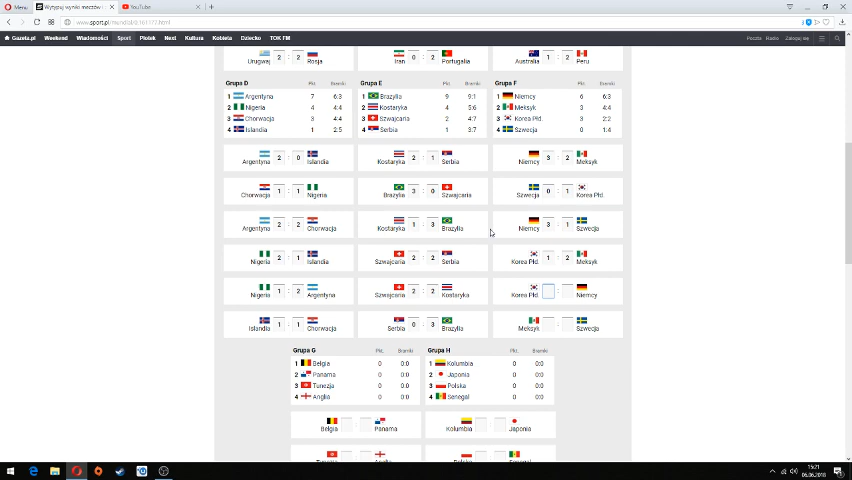 Menu Wytypuj wyniki meczów i YouTube
www.sport.pl/mundial/0,161177.html 3
Gazeta.pl Weekend Wiadomości Sport Plotek Next Kultura Kobieta Dziecko TOK FM Poczta Radio Zaloguj się
Urugwaj 2 : 2 Rosja Iran 0 : 2 Portugalia Australia 1 : 2 Peru
Grupa D Pkt. Bramki Grupa E Pkt. Bramki Grupa F Pkt. Bramki
1 Argentyna 7 6:3 1 Brazylia 9 9:1 1 Niemcy 6 6:3
2 Nigeria 4 4:4 2 Kostaryka 4 5:6 2 Meksyk 3 4:4
3 Chorwacja 3 4:4 3 Szwajcaria 2 4:7 3 Korea Płd. 3 2:2
4 Islandia 1 2:5 4 Serbia 1 3:7 4 Szwecja 0 1:4
Argentyna 2 : 0 Islandia Kostaryka 2 : 1 Serbia Niemcy 3 : 2 Meksyk
Chorwacja 1 : 1 Nigeria Brazylia 3 : 0 Szwajcaria Szwecja 0 : 1 Korea Płd.
Argentyna 2 : 2 Chorwacja Kostaryka 1 : 3 Brazylia Niemcy 3 : 1 Szwecja
Nigeria 2 : 1 Islandia Szwajcaria 2 : 2 Serbia Korea Płd. 1 : 2 Meksyk
Nigeria 1 : 2 Argentyna Szwajcaria 2 : 2 Kostaryka Korea Płd. : Niemcy
Islandia 1 : 1 Chorwacja Serbia 0 : 3 Brazylia Meksyk : Szwecja
Grupa G Pkt. Bramki Grupa H Pkt. Bramki
1 Belgia 0 0:0 1 Kolumbia 0 0:0
2 Panama 0 0:0 2 Japonia 0 0:0
3 Tunezja 0 0:0 3 Polska 0 0:0
4 Anglia 0 0:0 4 Senegal 0 0:0
Belgia : Panama Kolumbia : Japonia
Tunezja : Anglia Polska : Senegal
15:21
06.06.2018